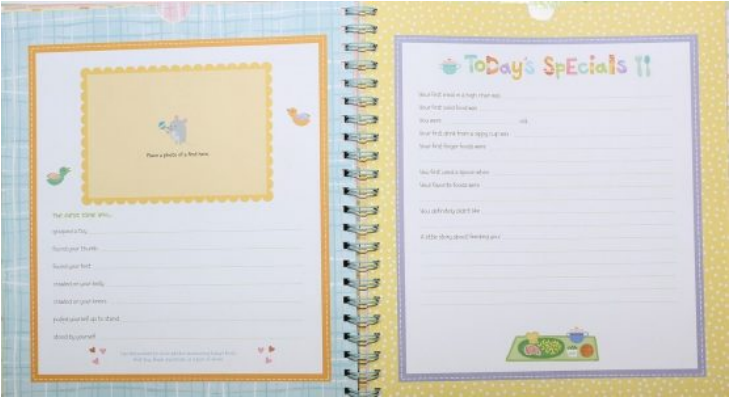 Place a photo of a first here.
The first time you...
grasped a toy
found your thumb
found your feet
crawled on your belly
crawled on your knees
pulled yourself up to stand
stood by yourself
Today's Specials
Your first meal in a high chair was
Your first solid food was
You were old.
Your first drink from a sippy cup was
Your first finger foods were
You first used a spoon when
Your favorite foods were
You definitely didn't like
A little story about feeding you: